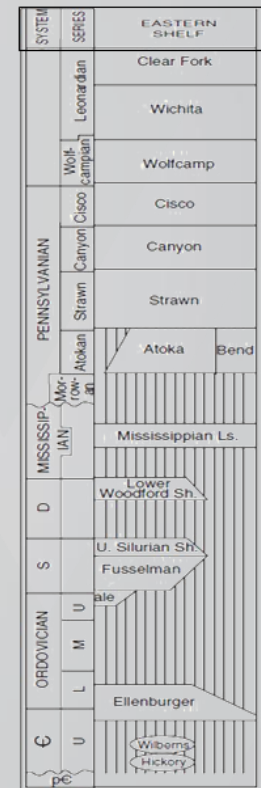 SYSTEM
SERIES
EASTERN
SHELF
Leonardian
Clear Fork
Wichita
Wolf-
campian
Wolfcamp
PENNSYLVANIAN
Cisco
Cisco
Canyon
Canyon
Strawn
Strawn
Atokan
Atoka
Bend
Mor-
row-
an
MISSISSIP-
IAN
Mississippian Ls.
D
Lower
Woodford Sh.
S
U. Silurian Sh.
Fusselman
ORDOVICIAN
U
ale
M
L
Ellenburger
Є
U
Wilberns
Hickory
pЄ